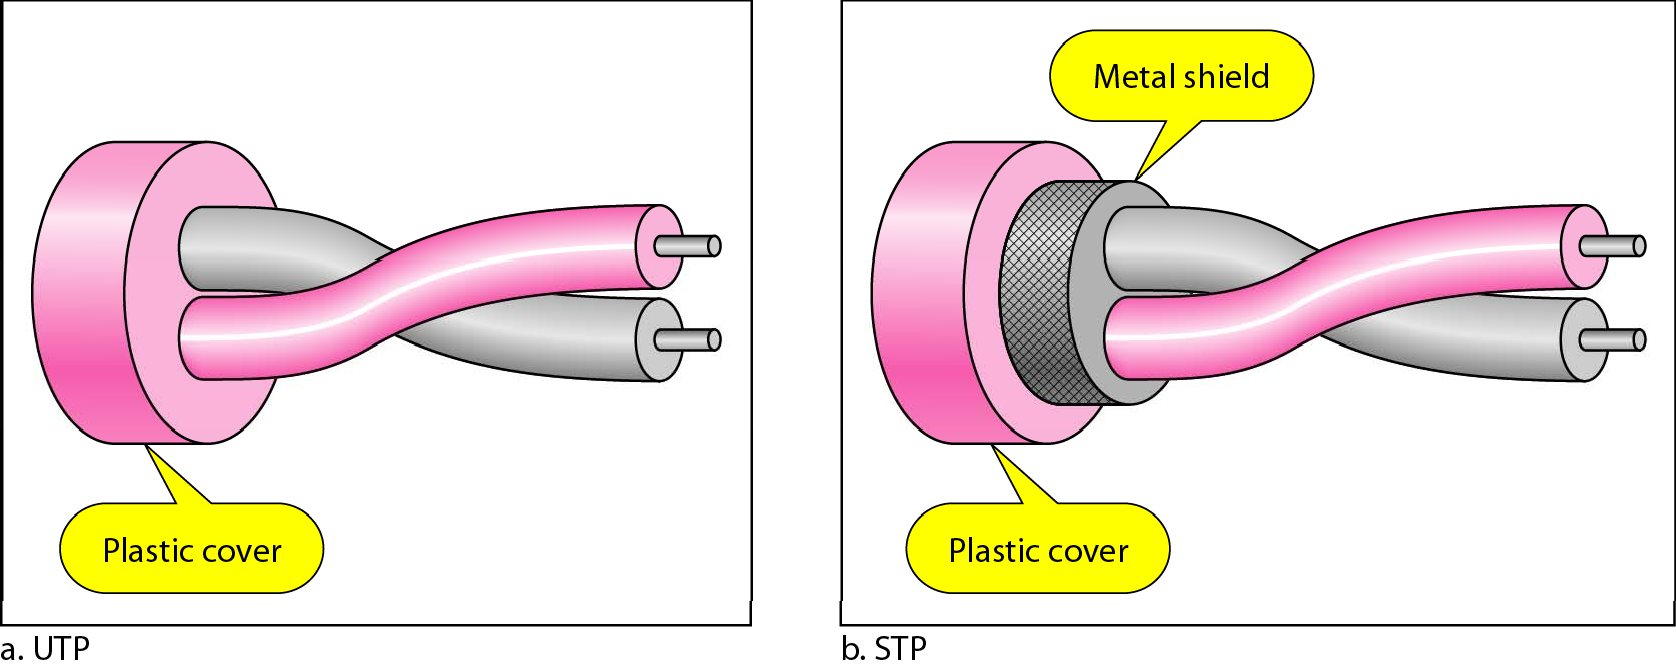 Metal shield
Plastic cover
Plastic cover
a. UTP
b. STP